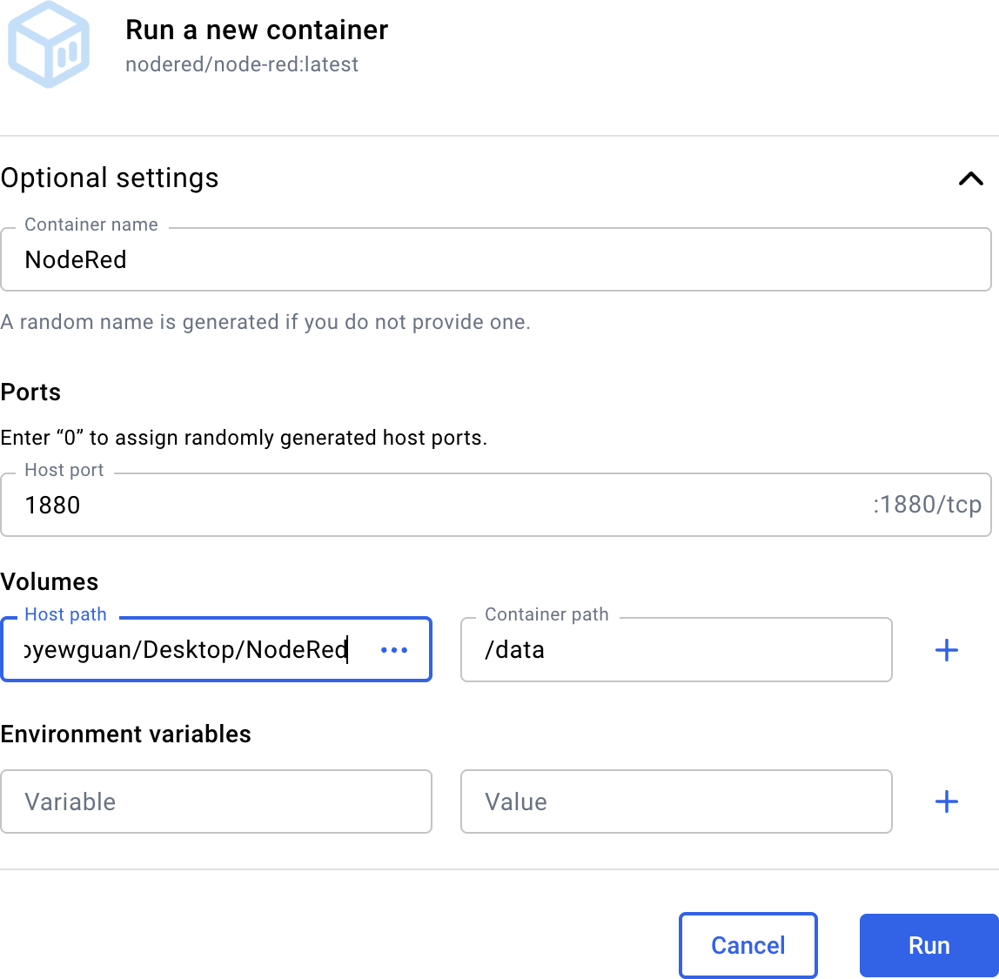 Run a new container
nodered/node-red:latest
Optional settings
Container name
NodeRed
A random name is generated if you do not provide one.
Ports
Enter “0” to assign randomly generated host ports.
Host port
1880 :1880/tcp
Volumes
Host path Container path
oyewguan/Desktop/NodeRed ••• /data +
Environment variables
Variable Value +
Cancel Run